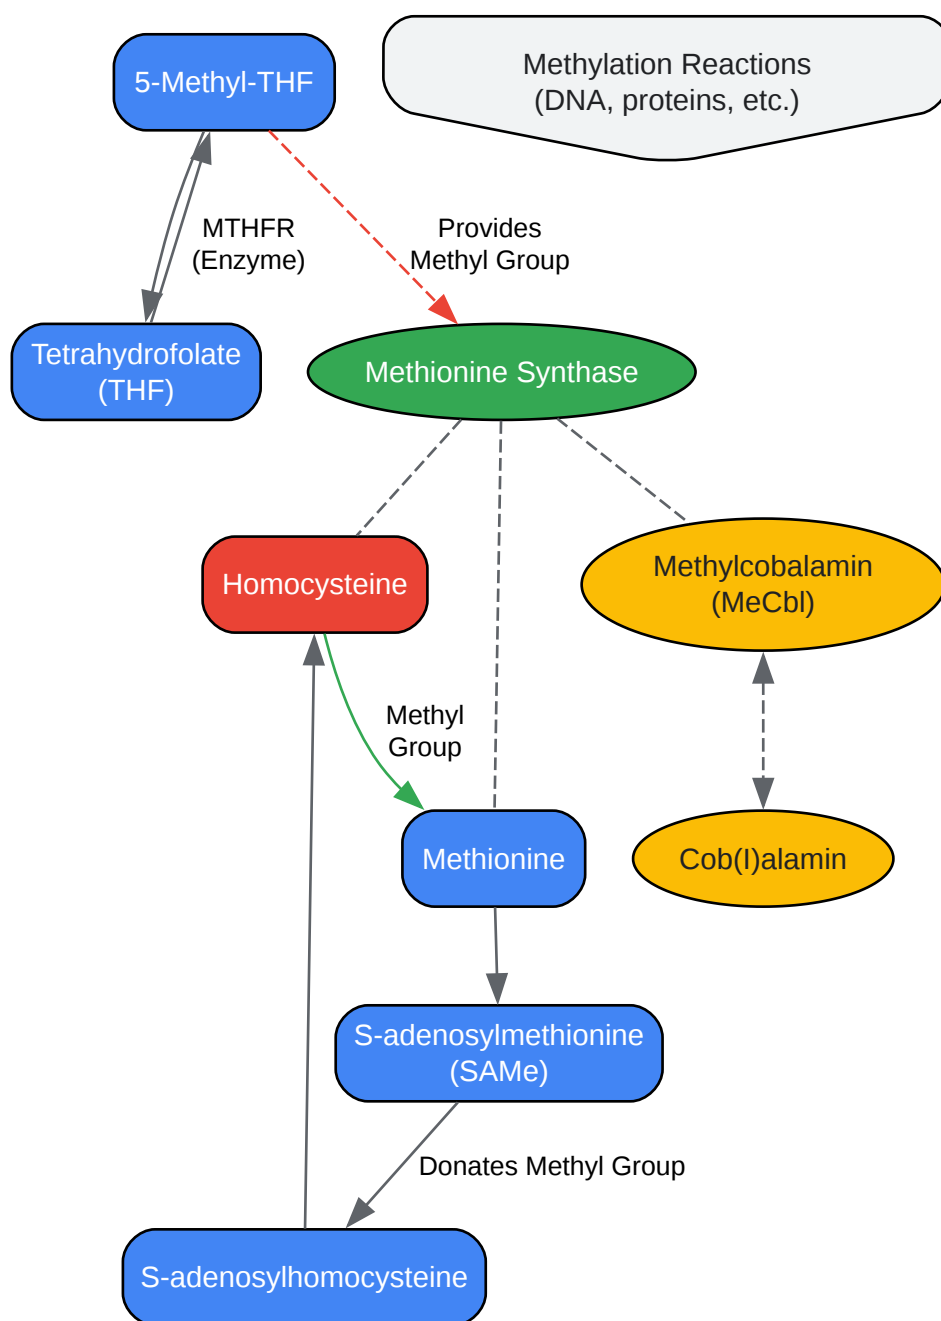 5-Methyl-THF
Methylation Reactions
(DNA, proteins, etc.)
MTHFR
(Enzyme)
Provides
Methyl Group
Tetrahydrofolate
(THF)
Methionine Synthase
Homocysteine
Methylcobalamin
(MeCbl)
Methyl
Group
Methionine
Cob(I)alamin
S-adenosylmethionine
(SAMe)
Donates Methyl Group
S-adenosylhomocysteine